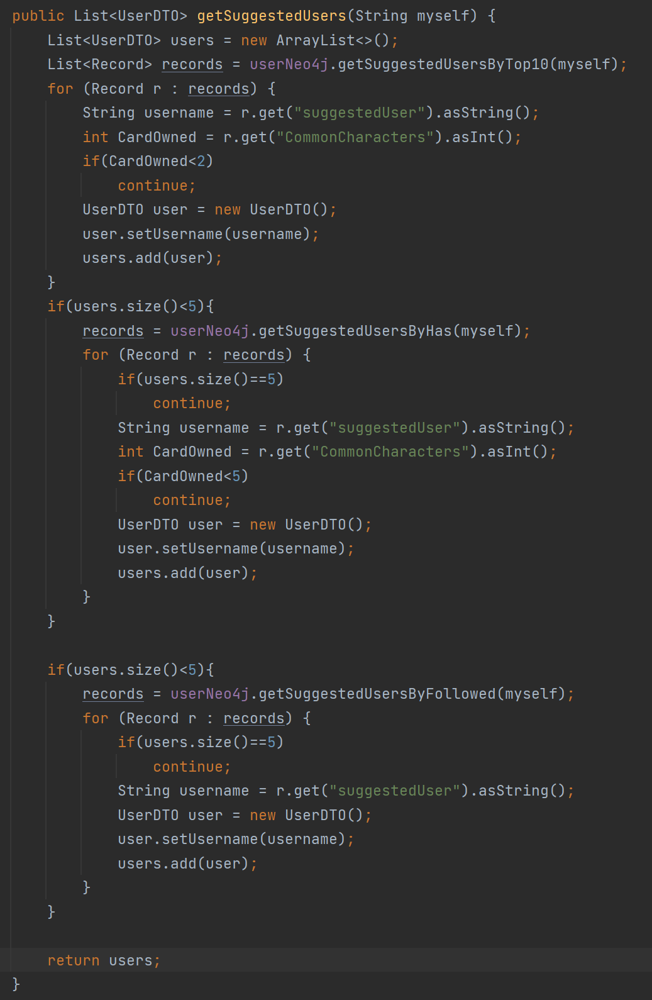 public List<UserDTO> getSuggestedUsers(String myself) {
    List<UserDTO> users = new ArrayList<>();
    List<Record> records = userNeo4j.getSuggestedUsersByTop10(myself);
    for (Record r : records) {
        String username = r.get("suggestedUser").asString();
        int CardOwned = r.get("CommonCharacters").asInt();
        if(CardOwned<2)
            continue;
        UserDTO user = new UserDTO();
        user.setUsername(username);
        users.add(user);
    }
    if(users.size()<5){
        records = userNeo4j.getSuggestedUsersByHas(myself);
        for (Record r : records) {
            if(users.size()==5)
                continue;
            String username = r.get("suggestedUser").asString();
            int CardOwned = r.get("CommonCharacters").asInt();
            if(CardOwned<5)
                continue;
            UserDTO user = new UserDTO();
            user.setUsername(username);
            users.add(user);
        }
    }

    if(users.size()<5){
        records = userNeo4j.getSuggestedUsersByFollowed(myself);
        for (Record r : records) {
            if(users.size()==5)
                continue;
            String username = r.get("suggestedUser").asString();
            UserDTO user = new UserDTO();
            user.setUsername(username);
            users.add(user);
        }
    }

    return users;
}